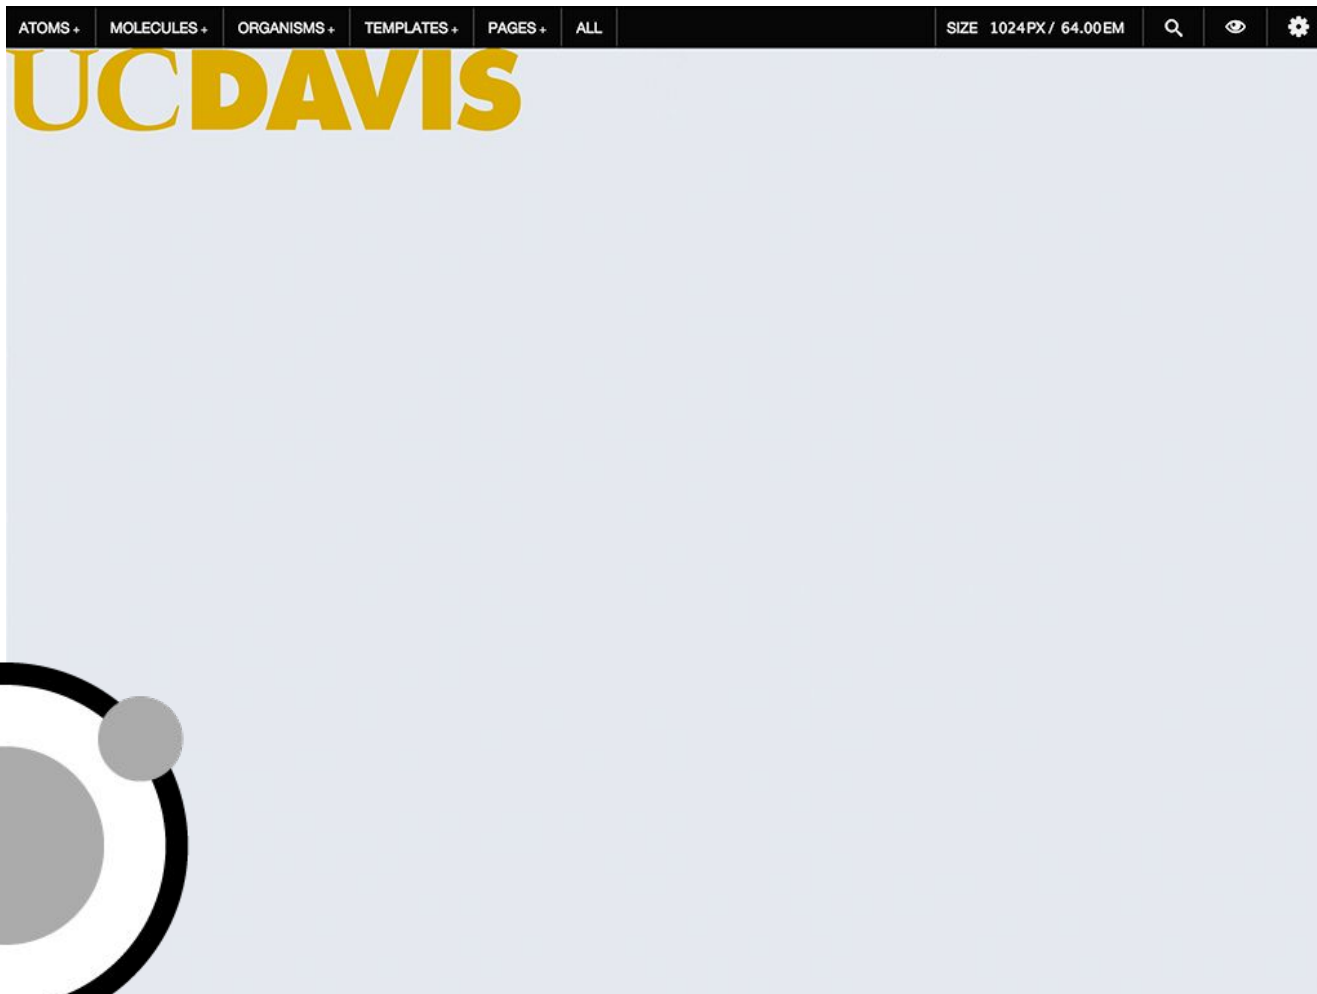 ATOMS + MOLECULES + ORGANISMS + TEMPLATES + PAGES + ALL SIZE 1024PX / 64.00EM
UCDAVIS